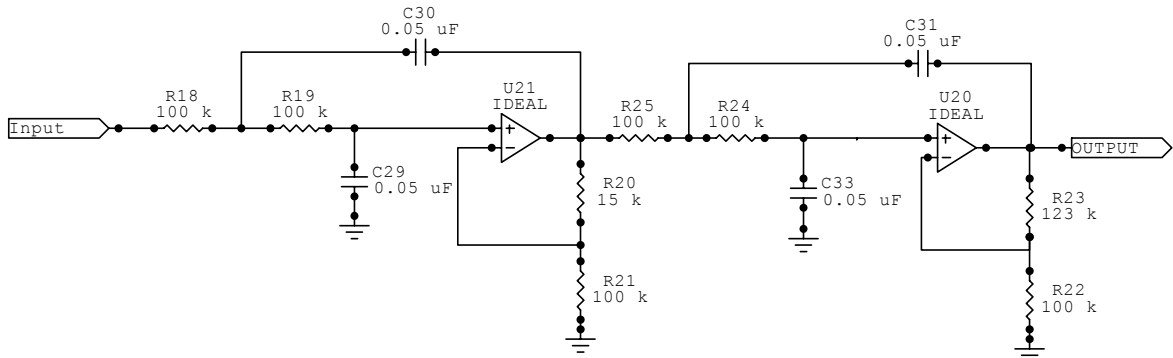 C30
0.05 uF
C31
0.05 uF
U21
IDEAL
U20
IDEAL
R18
100 k
R19
100 k
R25
100 k
R24
100 k
Input
OUTPUT
C29
0.05 uF
R20
15 k
C33
0.05 uF
R23
123 k
R21
100 k
R22
100 k